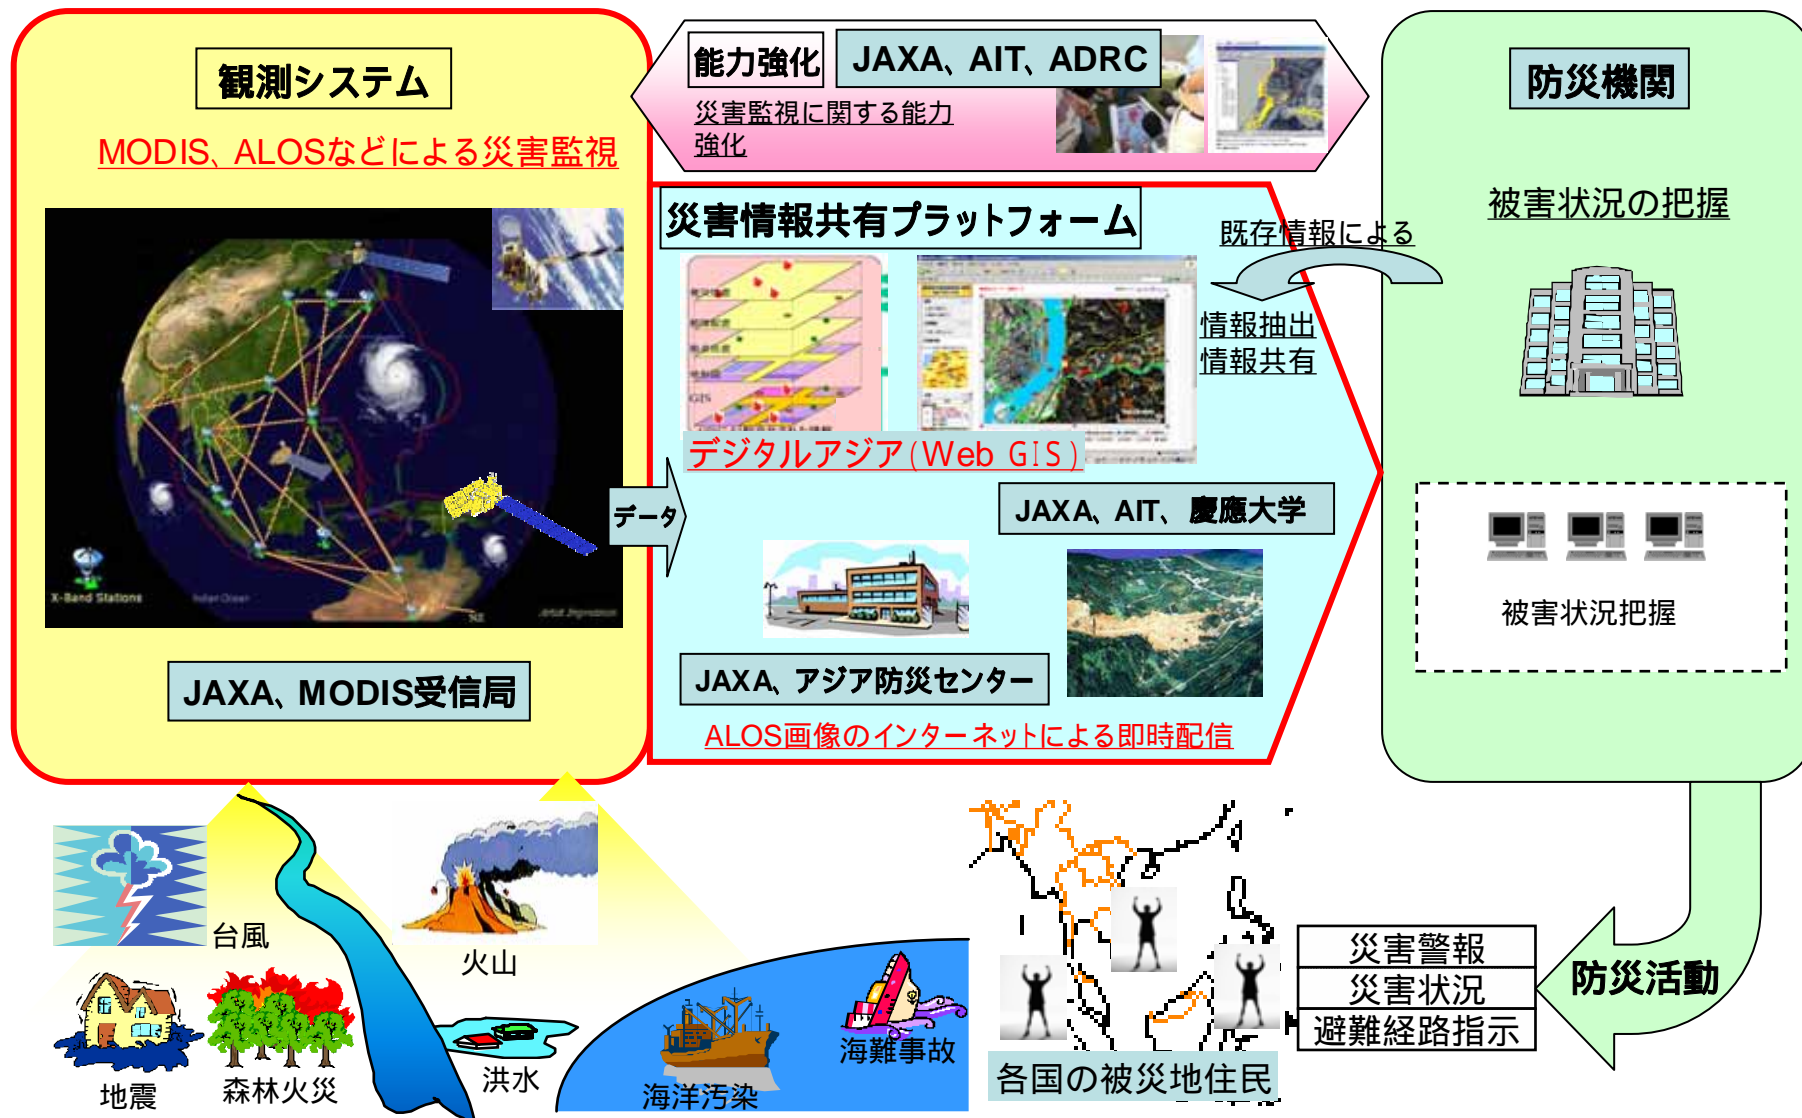 観測システム
MODIS、ALOSなどによる災害監視
X-Band Stations
Indian Ocean
JAXA、MODIS受信局
能力強化
JAXA、AIT、ADRC
災害監視に関する能力
強化
災害情報共有プラットフォーム
GIS
デジタルアジア(Web GIS)
既存情報による
情報抽出
情報共有
データ
JAXA、AIT、慶應大学
JAXA、アジア防災センター
ALOS画像のインターネットによる即時配信
防災機関
被害状況の把握
被害状況把握
台風
火山
地震
森林火災
洪水
海洋汚染
海難事故
各国の被災地住民
災害警報
災害状況
避難経路指示
防災活動